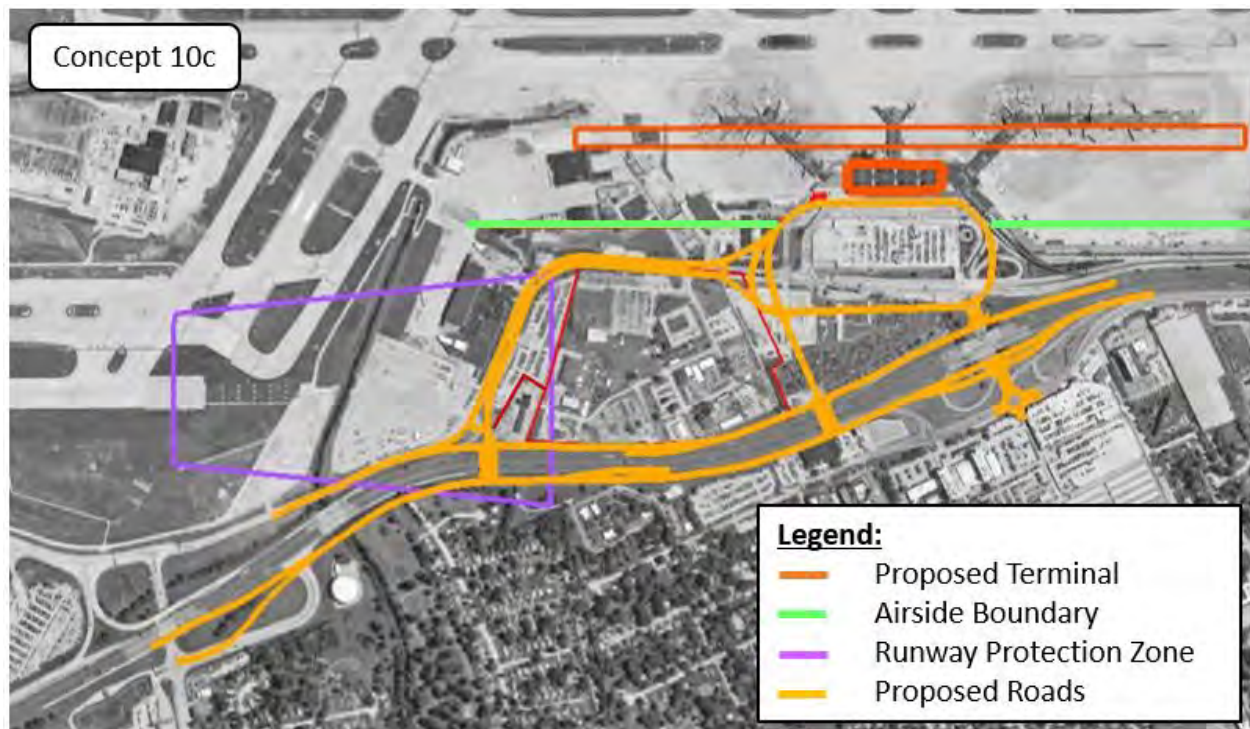 Concept 10c
Legend:
Proposed Terminal
Airside Boundary
Runway Protection Zone
Proposed Roads